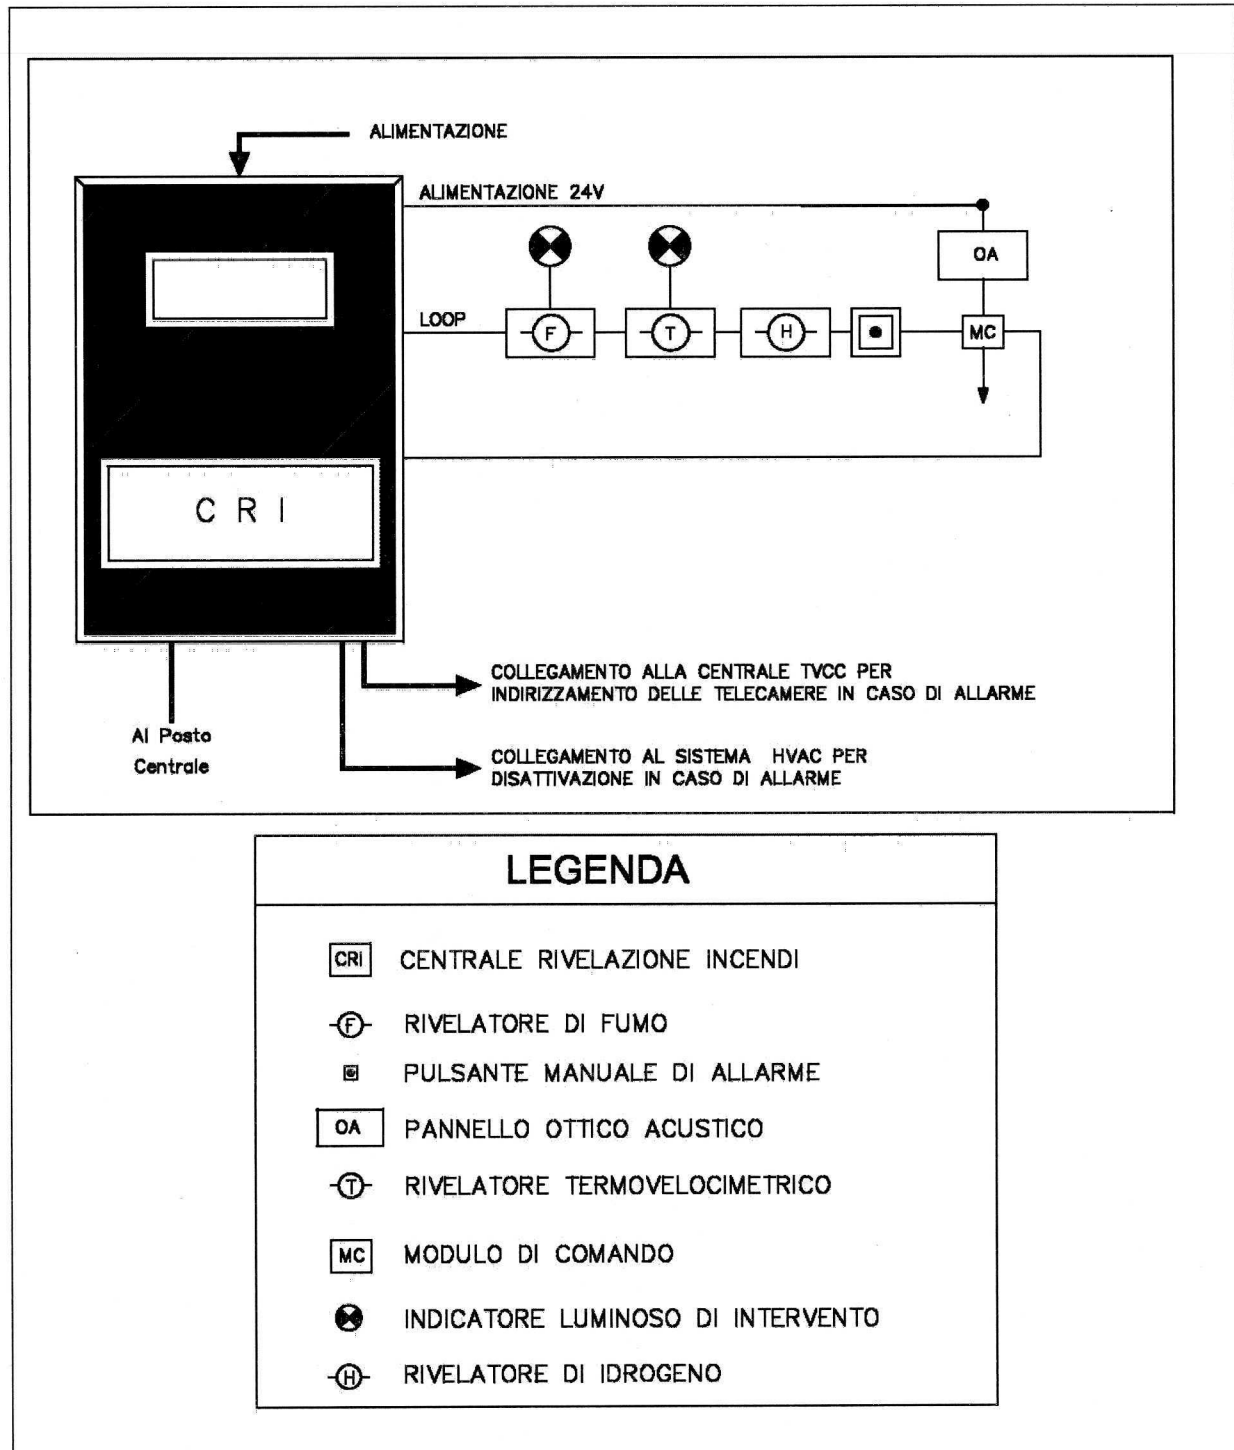 ALIMENTAZIONE
ALIMENTAZIONE 24V
OA
LOOP
F
T
H
MC
C R I
COLLEGAMENTO ALLA CENTRALE TVCC PER
INDIRIZZAMENTO DELLE TELECAMERE IN CASO DI ALLARME
Al Posto
Centrale
COLLEGAMENTO AL SISTEMA HVAC PER
DISATTIVAZIONE IN CASO DI ALLARME
LEGENDA
CRI CENTRALE RIVELAZIONE INCENDI
F RIVELATORE DI FUMO
PULSANTE MANUALE DI ALLARME
OA PANNELLO OTTICO ACUSTICO
T RIVELATORE TERMOVELOCIMETRICO
MC MODULO DI COMANDO
INDICATORE LUMINOSO DI INTERVENTO
H RIVELATORE DI IDROGENO